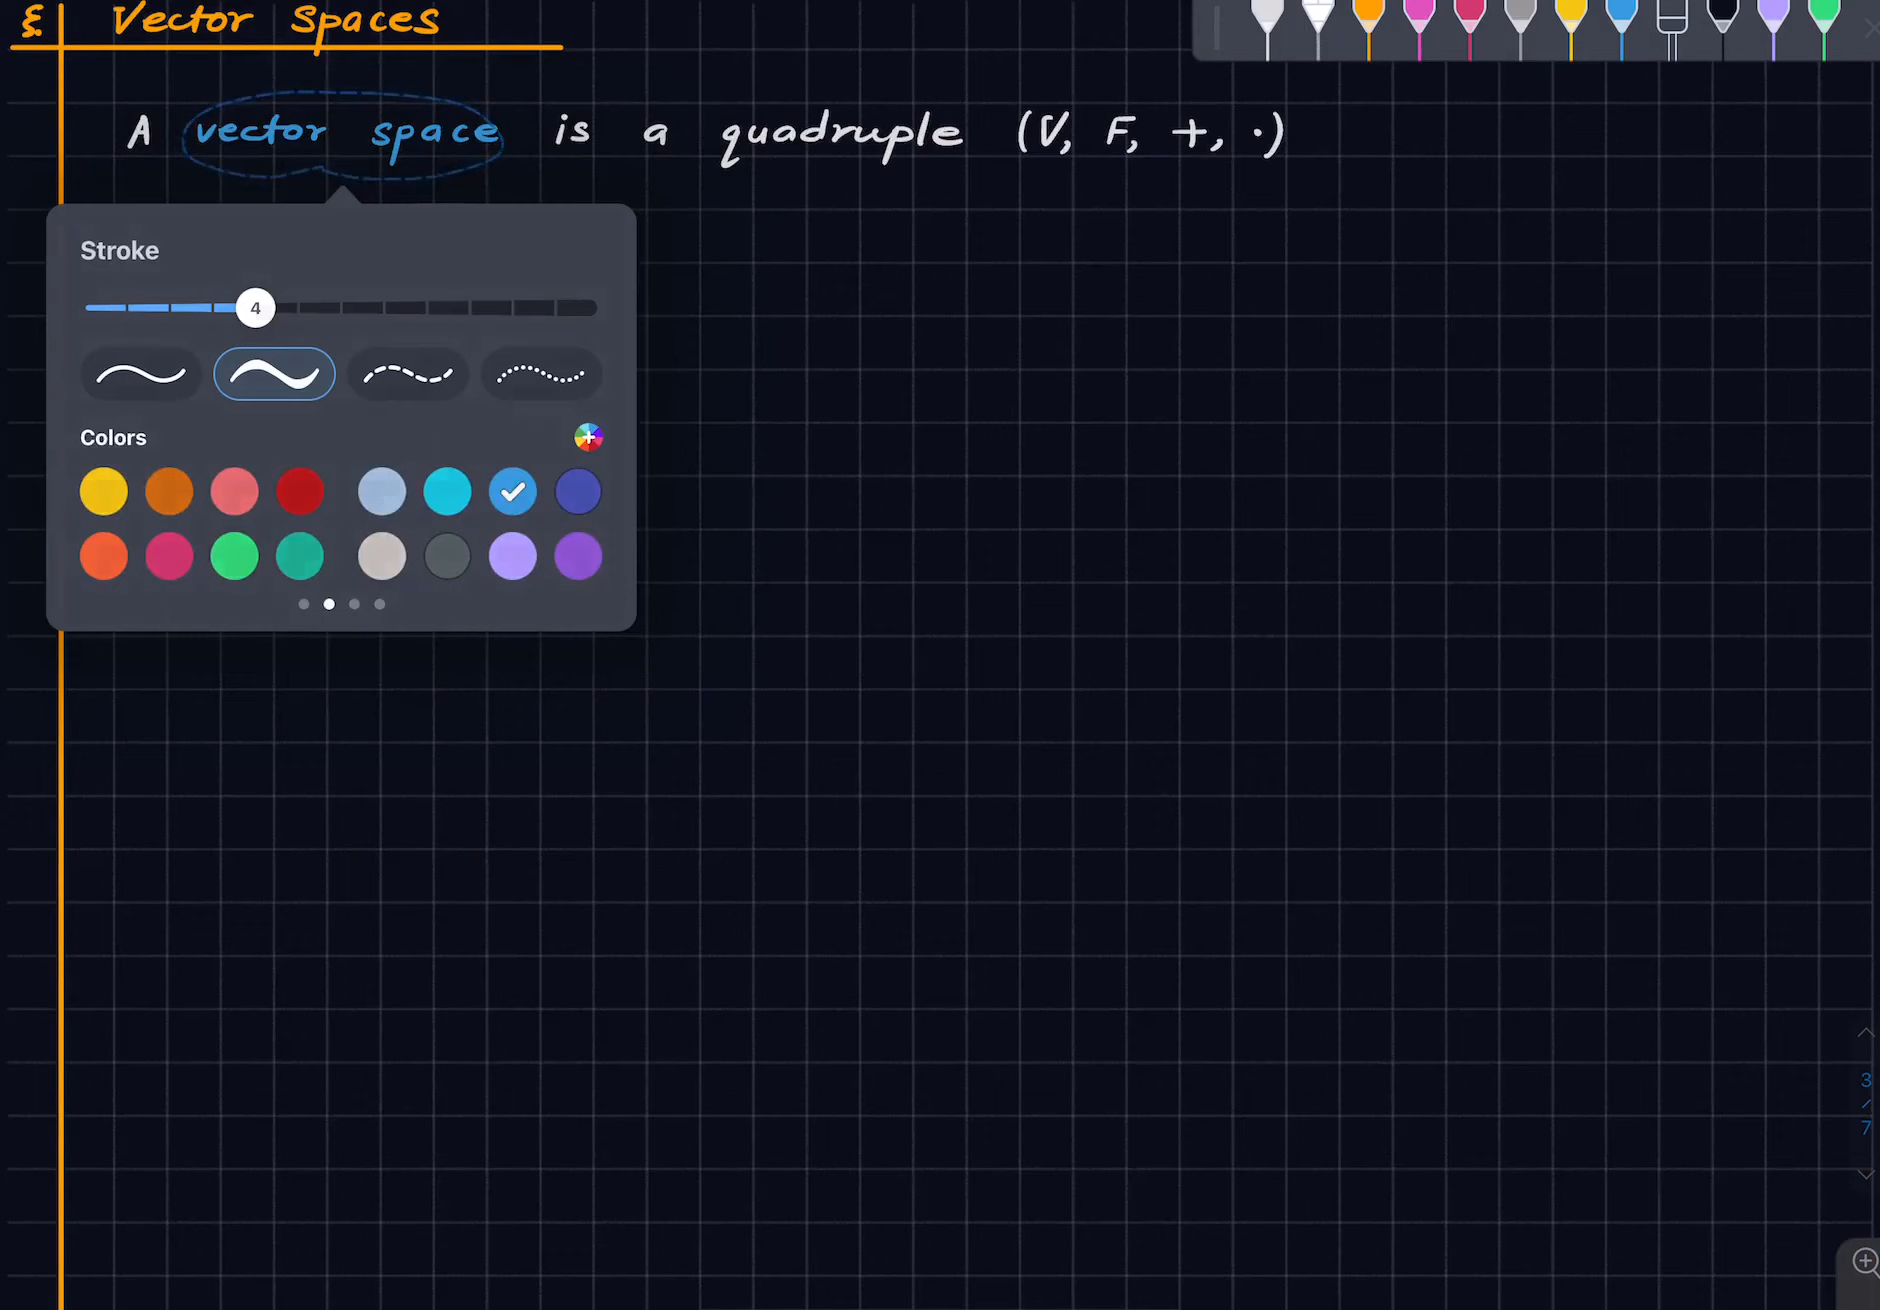 §. Vector Spaces
A vector space is a quadruple (V, F, +, ·)
Stroke
4
Colors
3
/
7